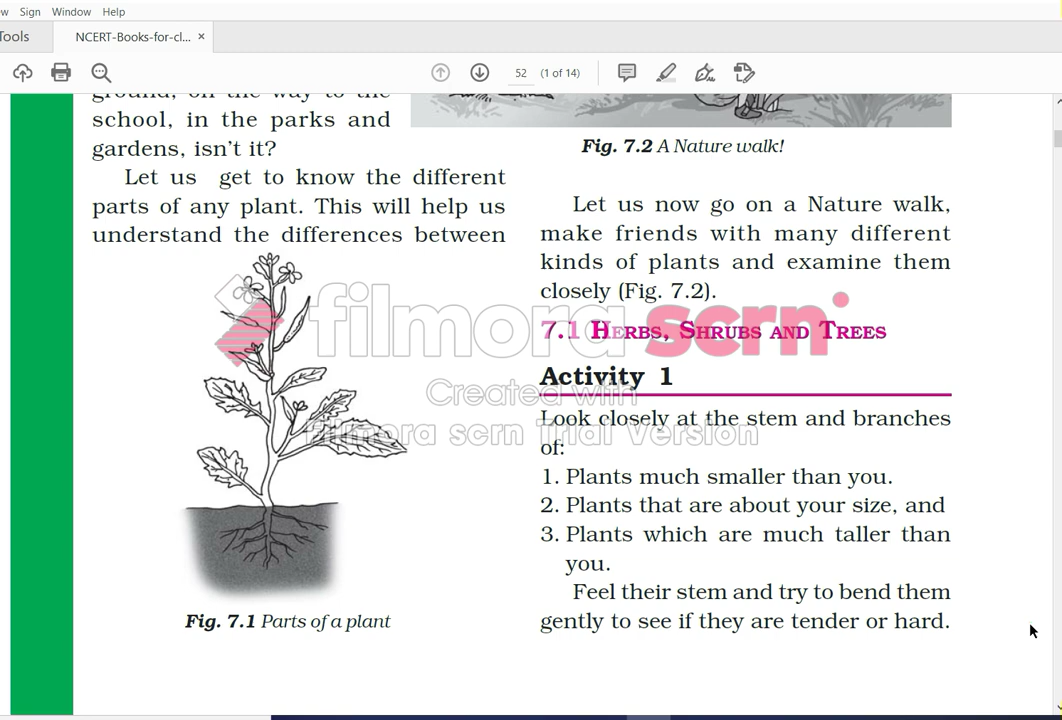 w Sign Window Help
Tools NCERT-Books-for-cl... ×
52 (1 of 14)
ground, on the way to the
school, in the parks and
gardens, isn't it?
Let us get to know the different
parts of any plant. This will help us
understand the differences between
Fig. 7.1 Parts of a plant
Fig. 7.2 A Nature walk!
Let us now go on a Nature walk,
make friends with many different
kinds of plants and examine them
closely (Fig. 7.2).
7.1 HERBS, SHRUBS AND TREES
Activity 1
Look closely at the stem and branches
of:
1. Plants much smaller than you.
2. Plants that are about your size, and
3. Plants which are much taller than
you.
Feel their stem and try to bend them
gently to see if they are tender or hard.
filmora scrn
Created with
filmora scrn Trial Version